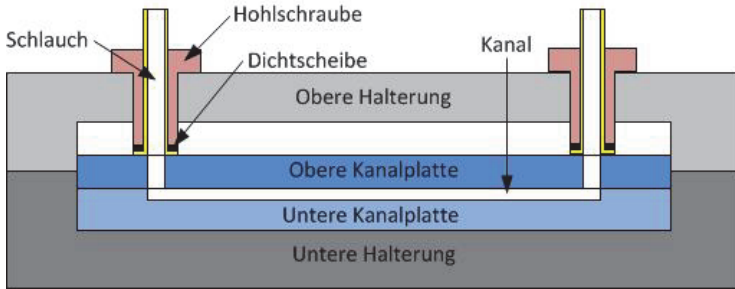 Hohlschraube
Schlauch
Kanal
Dichtscheibe
Obere Halterung
Obere Kanalplatte
Untere Kanalplatte
Untere Halterung